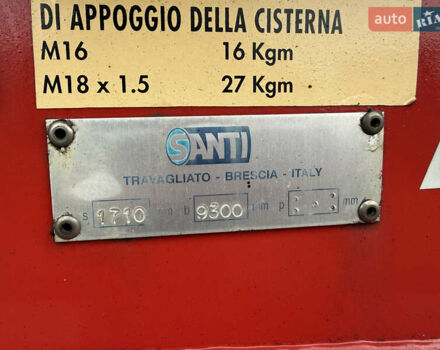 DI APPOGGIO DELLA CISTERNA
M16 16 Kgm
M18 x 1.5 27 Kgm
auto RIA
SANTI
TRAVAGLIATO - BRESCIA - ITALY
s 1710 mm b 9300 mm p mm